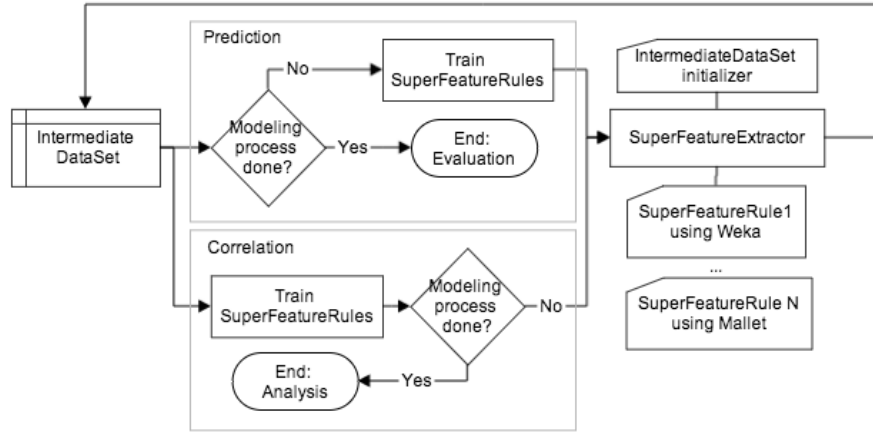 Prediction
No
Train
SuperFeatureRules
IntermediateDataSet
initializer
Intermediate
DataSet
Modeling
process
done?
Yes
End:
Evaluation
SuperFeatureExtractor
SuperFeatureRule1
using Weka
...
SuperFeatureRule N
using Mallet
Correlation
Train
SuperFeatureRules
Modeling
process
done?
No
Yes
End:
Analysis